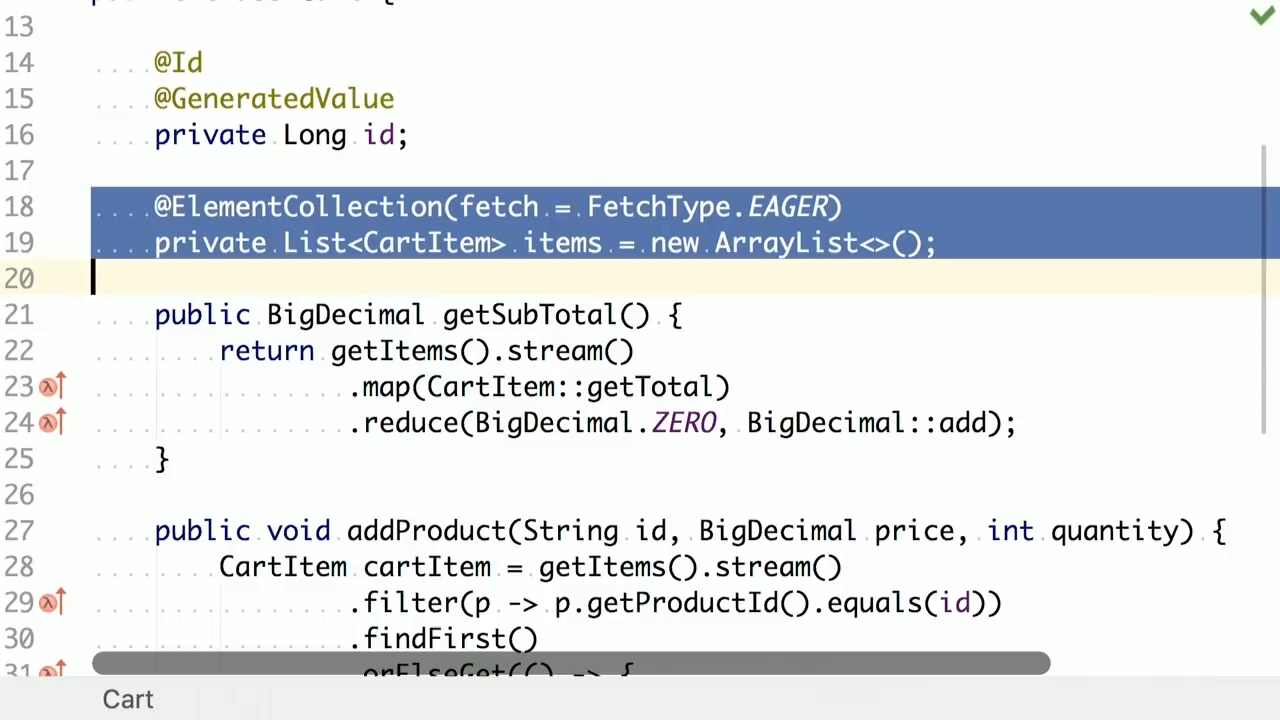 13
14 @Id
15 @GeneratedValue
16 private Long id;
17
18 @ElementCollection(fetch = FetchType.EAGER)
19 private List<CartItem> items = new ArrayList<>();
20
21 public BigDecimal getSubTotal() {
22 return getItems().stream()
23 .map(CartItem::getTotal)
24 .reduce(BigDecimal.ZERO, BigDecimal::add);
25 }
26
27 public void addProduct(String id, BigDecimal price, int quantity) {
28 CartItem cartItem = getItems().stream()
29 .filter(p -> p.getProductId().equals(id))
30 .findFirst()
31 .orElseGet(() -> {
Cart